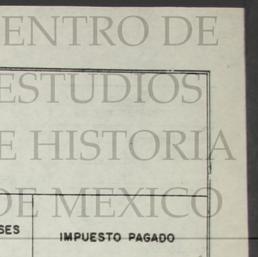 ENTRO DE
ESTUDIOS
E HISTORIA
DE MEXICO
SES
IMPUESTO PAGADO